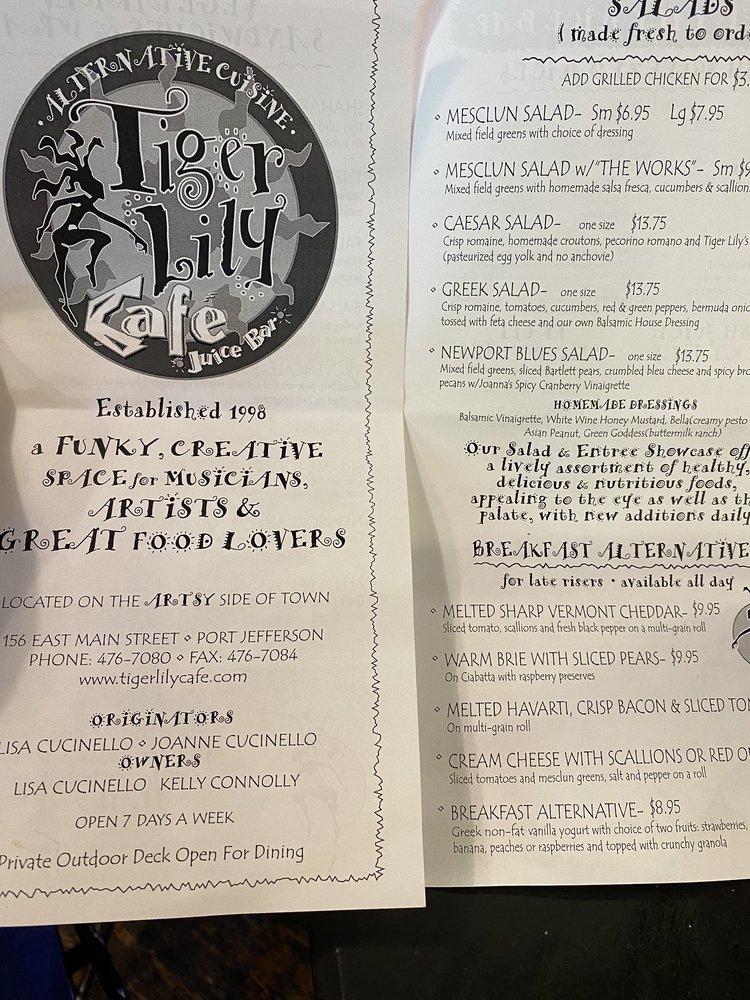 ALTERNATIVE CUISINE
Tiger
Lily
Café
Juice Bar
Established 1998
a FUNKY, CREATIVE
SPACE for MUSICIANS,
ARTISTS &
GREAT FOOD LOVERS
LOCATED ON THE ARTSY SIDE OF TOWN
156 EAST MAIN STREET ⋄ PORT JEFFERSON
PHONE: 476-7080 ⋄ FAX: 476-7084
www.tigerlilycafe.com
ORIGINATORS
LISA CUCINELLO ⋄ JOANNE CUCINELLO
OWNERS
LISA CUCINELLO KELLY CONNOLLY
OPEN 7 DAYS A WEEK
Private Outdoor Deck Open For Dining
SALADS
made fresh to
ADD GRILLED CHICKEN FOR $3.
⋄ MESCLUN SALAD- Sm $6.95 Lg $7.95
Mixed field greens with choice of dressing
⋄ MESCLUN SALAD w/"THE WORKS"- Sm
Mixed field greens with homemade salsa fresca, cucumbers &
⋄ CAESAR SALAD- one size $13.75
Crisp romaine, homemade croutons, pecorino romano and Tiger Lily's
(pasteurized egg yolk and no anchovie)
⋄ GREEK SALAD- one size $13.75
Crisp romaine, tomatoes, cucumbers, red & green peppers, bermuda
tossed with feta cheese and our own Balsamic House Dressing
⋄ NEWPORT BLUES SALAD- one size $13.75
Mixed field greens, sliced Bartlett pears, crumbled bleu cheese and spicy
pecans w/Joanna's Spicy Cranberry Vinaigrette
HOMEMADE DRESSINGS
Balsamic Vinaigrette, White Wine Honey Mustard, Bella(creamy pesto
Asian Peanut, Green Goddess(buttermilk ranch)
Our Salad & Entree Showcase
a lively assortment of healthy,
delicious & nutritious foods,
appealing to the eye as well as
palate, with new additions daily
BREAKFAST ALTERNATIVE
for late risers • available all day
⋄ MELTED SHARP VERMONT CHEDDAR- $9.95
Sliced tomato, scallions and fresh black pepper on a multi-grain roll
⋄ WARM BRIE WITH SLICED PEARS- $9.95
On Ciabatta with raspberry preserves
⋄ MELTED HAVARTI, CRISP BACON & SLICED
On multi-grain roll
⋄ CREAM CHEESE WITH SCALLIONS OR RED
Sliced tomatoes and mesclun greens, salt and pepper on a roll
⋄ BREAKFAST ALTERNATIVE- $8.95
Greek non-fat vanilla yogurt with choice of two fruits: strawberries,
banana, peaches or raspberries and topped with crunchy granola